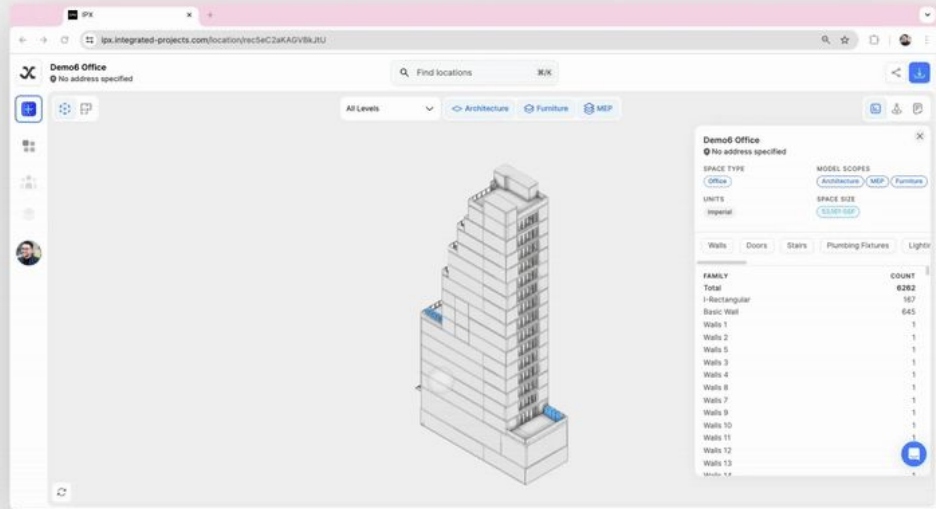 IPX
ipx.integrated-projects.com/location/recSeC2aKAGVBkJtU
Demo6 Office
No address specified
Find locations
⌘/K
All Levels
Architecture
Furniture
MEP
Demo6 Office
No address specified
SPACE TYPE
MODEL SCOPES
Office
Architecture
MEP
Furniture
UNITS
SPACE SIZE
Imperial
Walls
Doors
Stairs
Plumbing Fixtures
Lightin
FAMILY COUNT
Total 6262
I-Rectangular 167
Basic Wall 645
Walls 1 1
Walls 2 1
Walls 5 1
Walls 3 1
Walls 4 1
Walls 8 1
Walls 7 1
Walls 9 1
Walls 10 1
Walls 11 1
Walls 12
Walls 13
Walls 14